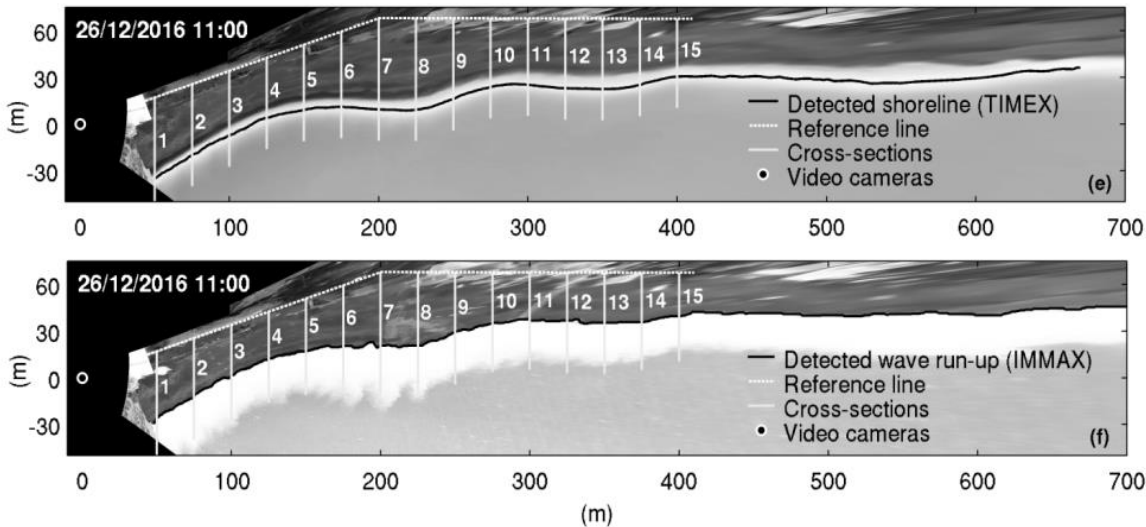 60
30
0
-30
(m)
26/12/2016 11:00
1 2 3 4 5 6 7 8 9 10 11 12 13 14 15
Detected shoreline (TIMEX)
Reference line
Cross-sections
Video cameras
(e)
0 100 200 300 400 500 600 700
60
30
0
-30
(m)
26/12/2016 11:00
1 2 3 4 5 6 7 8 9 10 11 12 13 14 15
Detected wave run-up (IMMAX)
Reference line
Cross-sections
Video cameras
(f)
0 100 200 300 400 500 600 700
(m)